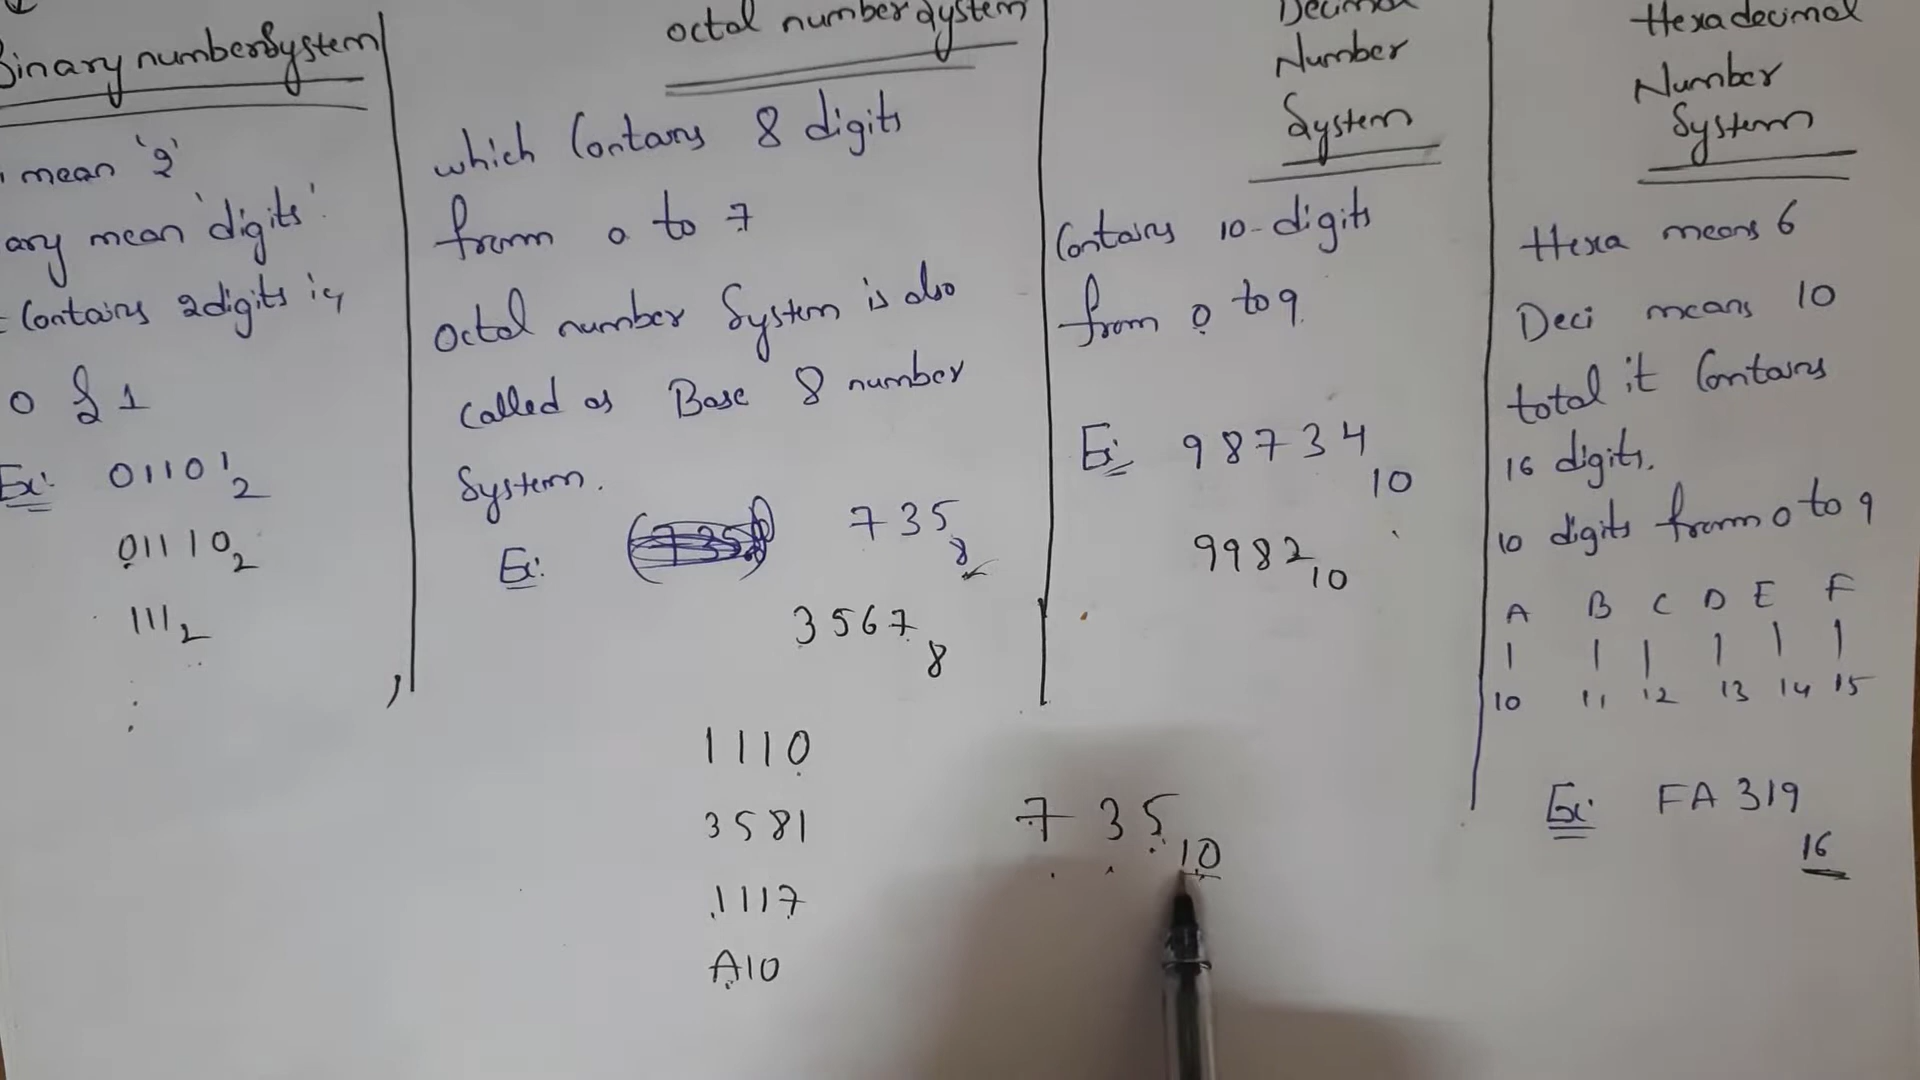 Binary number System
mean '2'
ary mean 'digits'
Contains 2 digits
0 & 1
Ex: 01101 2
01110 2
111 2
octal number System
which Contains 8 digits
from 0 to 7
octal number System is also
called as Base 8 number
System.
Ex: (735) 735 8
3567 8
1110
3581
1117
A10
Decimal
Number
System
Contains 10-digits
from 0 to 9.
Ex: 98734 10
9982 10
735 10
Hexadecimal
Number
System
Hexa means 6
Deci means 10
total it Contains
16 digits.
10 digits from 0 to 9
A B C D E F
10 11 12 13 14 15
Ex: FA319 16